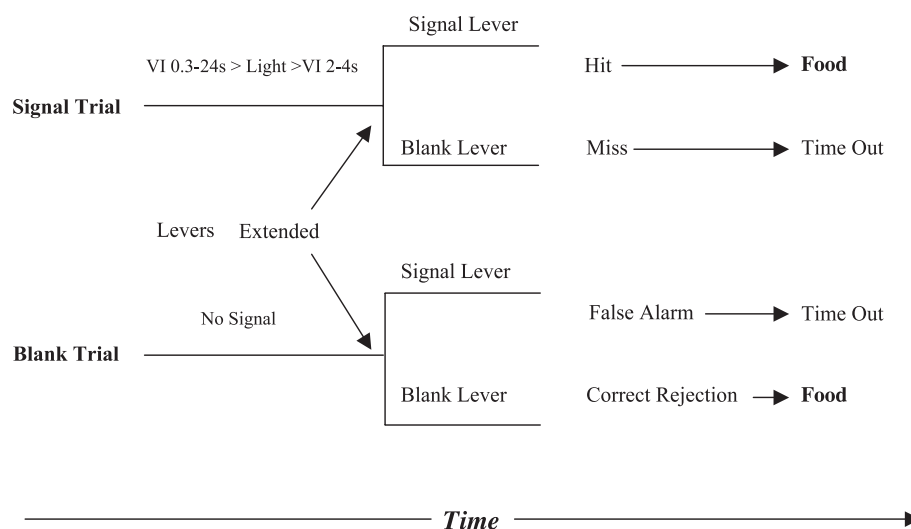 Signal Lever
VI 0.3-24s > Light >VI 2-4s
Hit
Food
Signal Trial
Blank Lever
Miss
Time Out
Levers Extended
Signal Lever
No Signal
False Alarm
Time Out
Blank Trial
Blank Lever
Correct Rejection
Food
Time